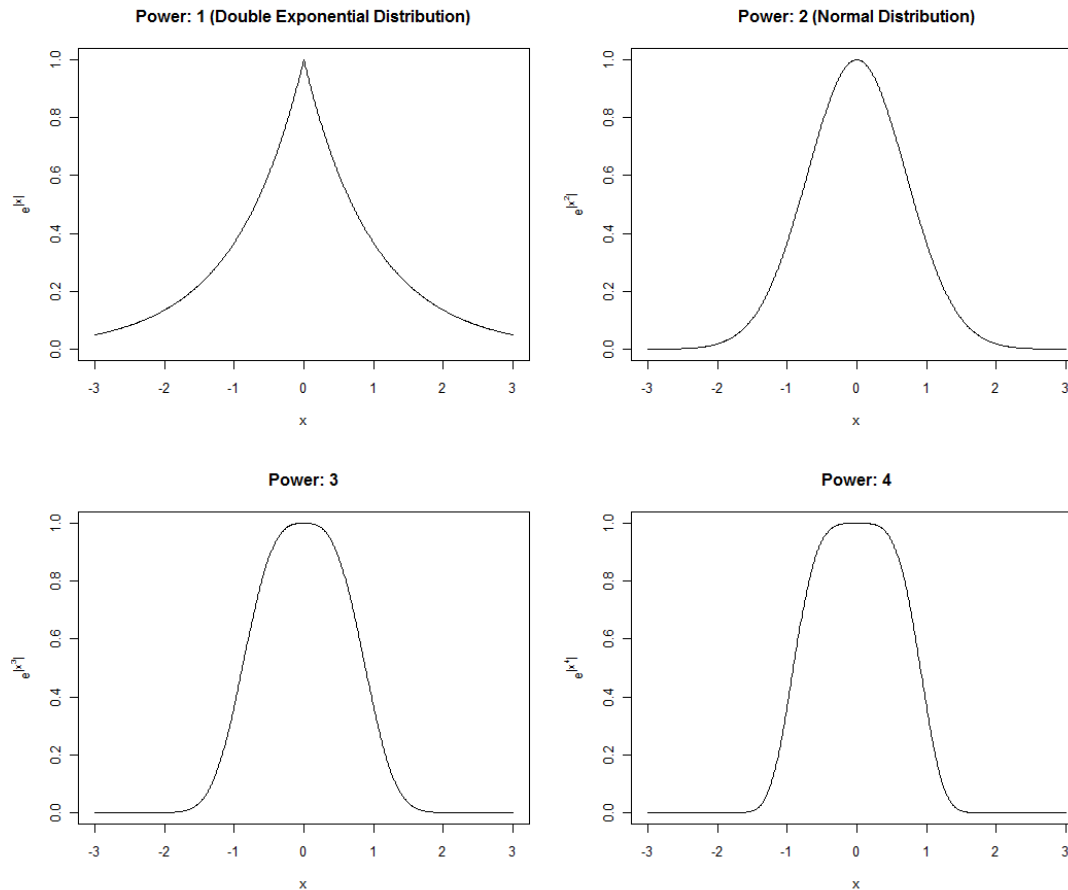 Power: 1 (Double Exponential Distribution)
1.0
0.8
0.6
0.4
0.2
0.0
e|x|
-3 -2 -1 0 1 2 3
x
Power: 2 (Normal Distribution)
1.0
0.8
0.6
0.4
0.2
0.0
e|x²|
-3 -2 -1 0 1 2 3
x
Power: 3
1.0
0.8
0.6
0.4
0.2
0.0
e|x³|
-3 -2 -1 0 1 2 3
x
Power: 4
1.0
0.8
0.6
0.4
0.2
0.0
e|x⁴|
-3 -2 -1 0 1 2 3
x